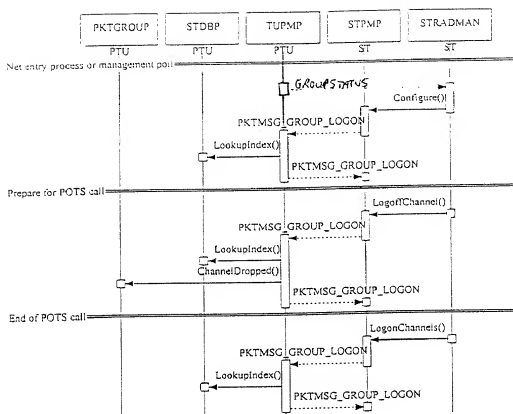 PKTGROUP STDBP TUPMP STPMP STRADMAN
PTU PTU PTU ST ST
Net entry process or management poll
GROUPSTATUS
Configure()
PKTMSG_GROUP_LOGON
LookupIndex()
PKTMSG_GROUP_LOGON
Prepare for POTS call
LogoffChannel()
PKTMSG_GROUP_LOGON
LookupIndex()
ChannelDropped()
PKTMSG_GROUP_LOGON
End of POTS call
LogonChannels()
PKTMSG_GROUP_LOGON
LookupIndex()
PKTMSG_GROUP_LOGON